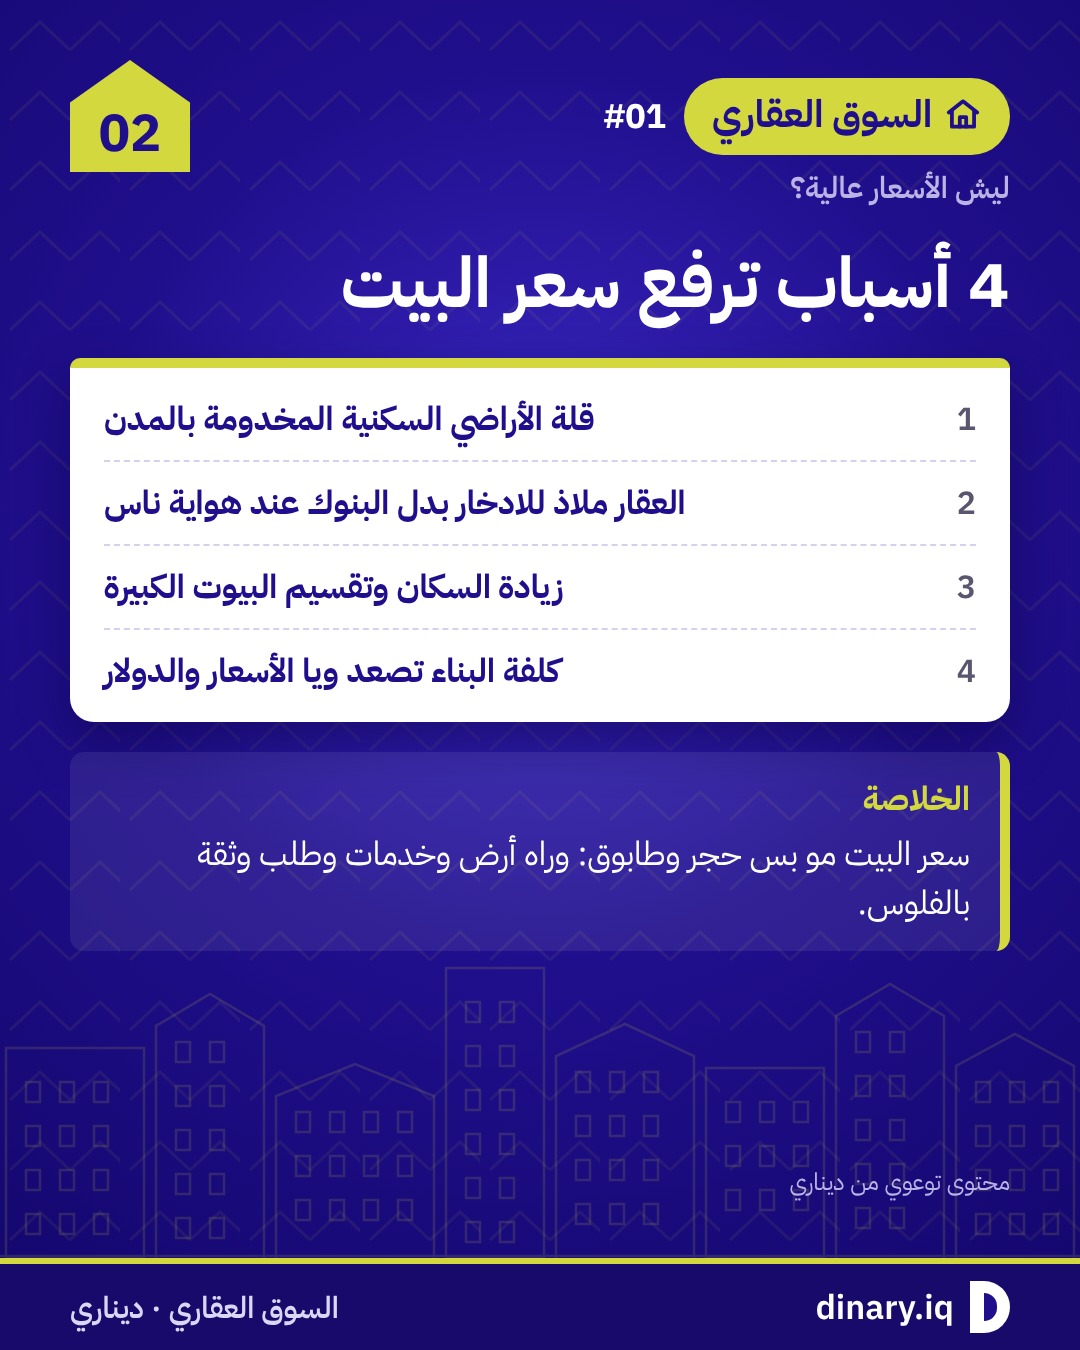 السوق العقاري #01
02
ليش الأسعار عالية؟
4 أسباب ترفع سعر البيت
1 قلة الأراضي السكنية المخدومة بالمدن
2 العقار ملاذ للادخار بدل البنوك عند هواية ناس
3 زيادة السكان وتقسيم البيوت الكبيرة
4 كلفة البناء تصعد ويا الأسعار والدولار
الخلاصة
سعر البيت مو بس حجر وطابوق: وراه أرض وخدمات وطلب وثقة
بالفلوس.
محتوى توعوي من ديناري
dinary.iq
السوق العقاري · ديناري